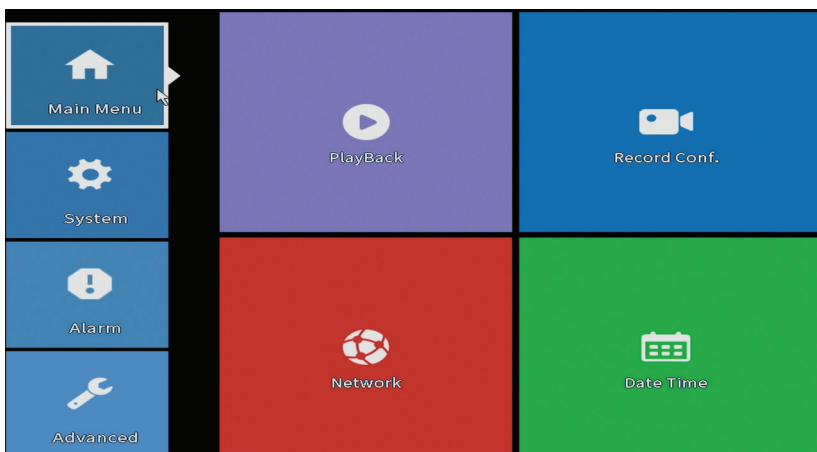 Main Menu
System
Alarm
Advanced
PlayBack
Record Conf.
Network
Date Time